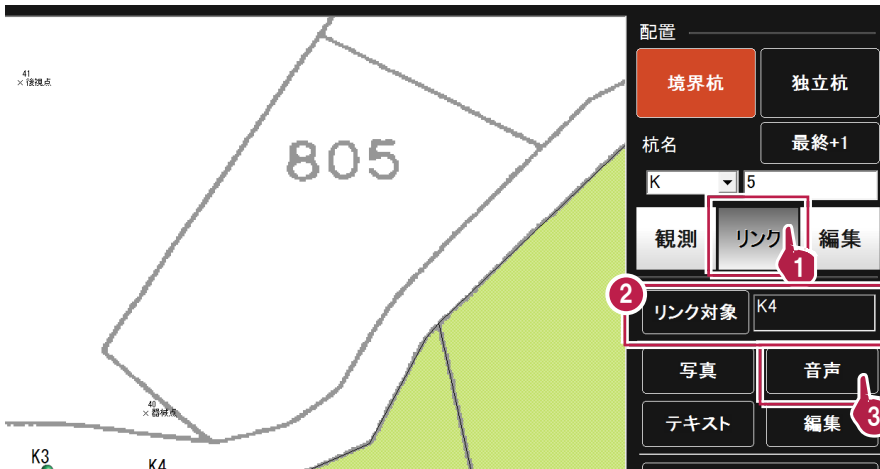 41
×後視点
805
40
×器械点
K3
K4
配置
境界杭
独立杭
杭名
最終+1
K
5
観測
リンク
編集
1
2
リンク対象
K4
写真
音声
3
テキスト
編集